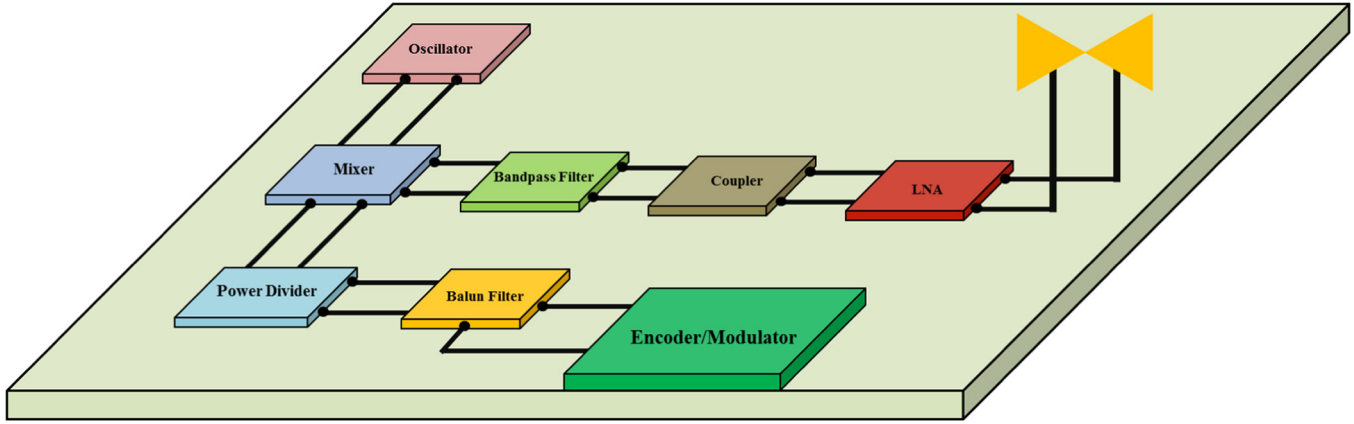 Oscillator
Mixer
Bandpass Filter
Coupler
LNA
Power Divider
Balun Filter
Encoder/Modulator